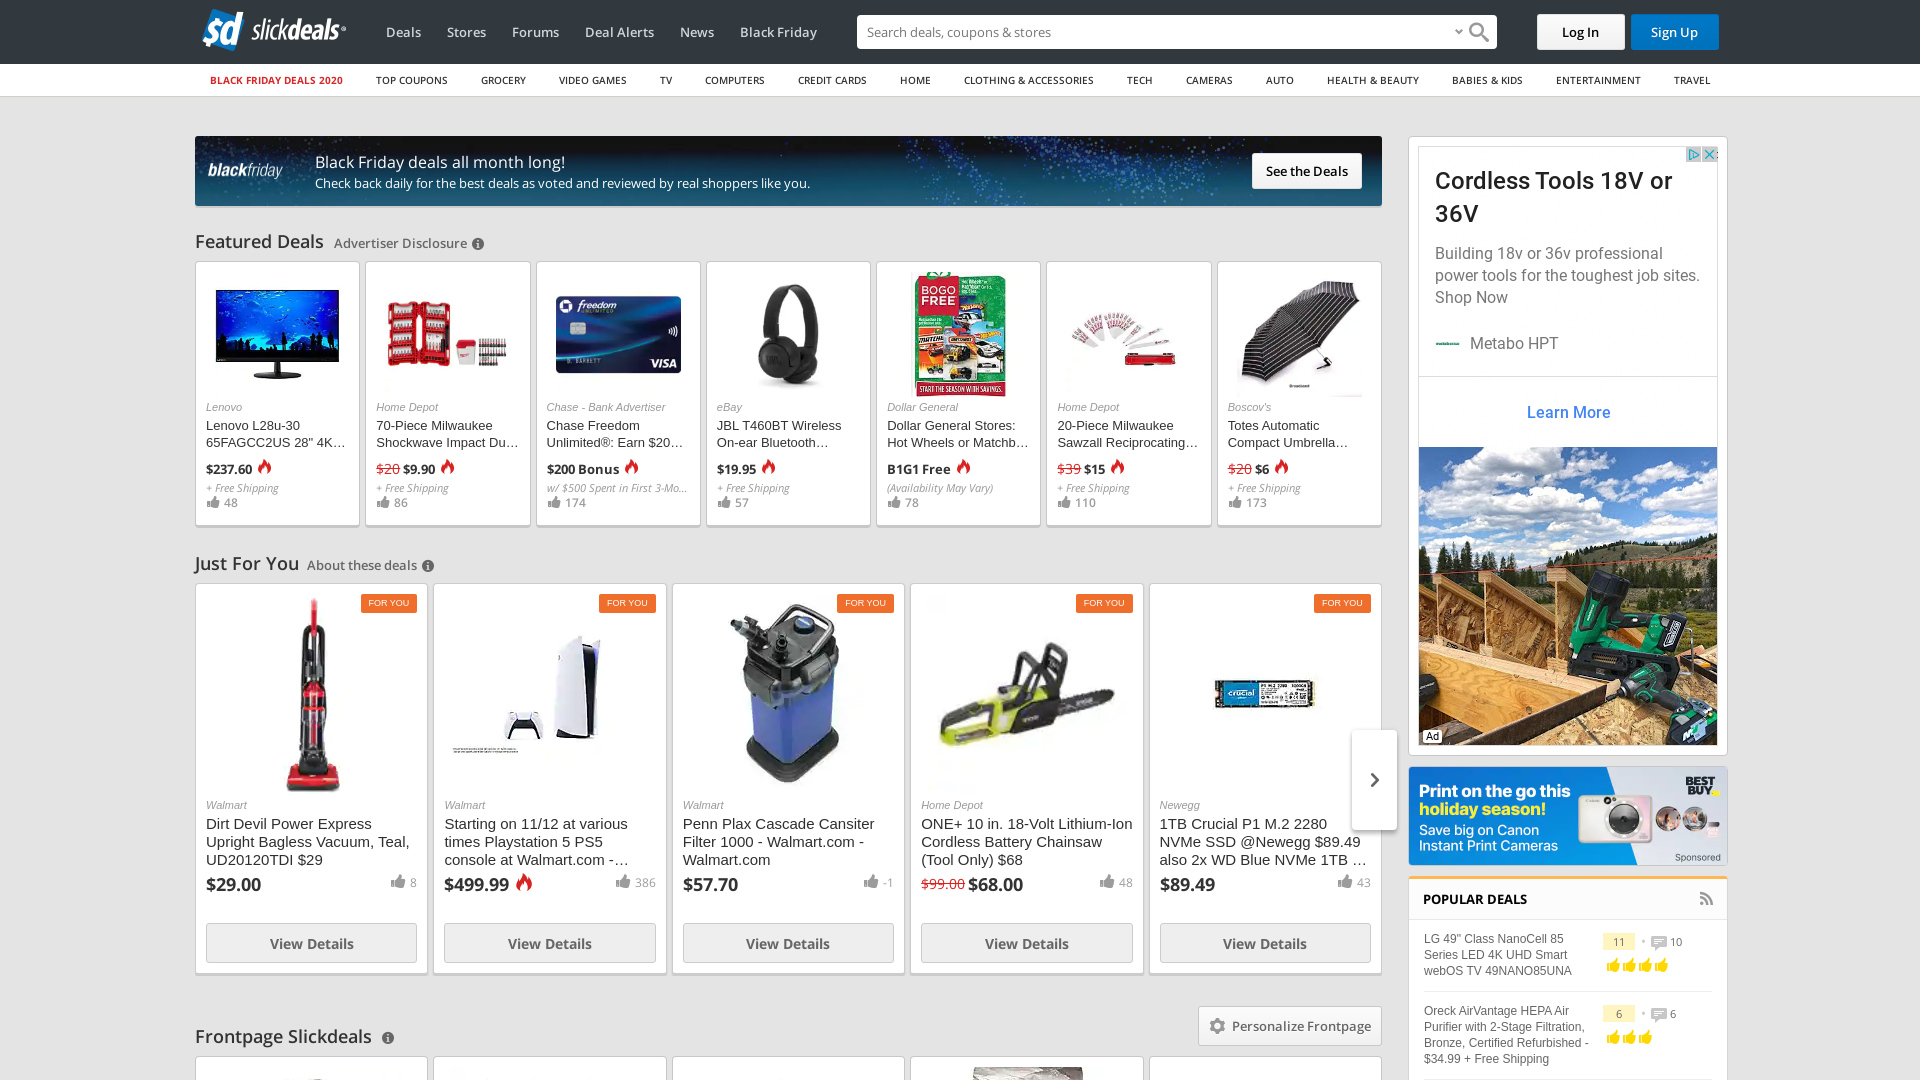 slickdeals
Deals
Stores
Forums
Deal Alerts
News
Black Friday
Search deals, coupons & stores
Log In
Sign Up
BLACK FRIDAY DEALS 2020
TOP COUPONS
GROCERY
VIDEO GAMES
TV
COMPUTERS
CREDIT CARDS
HOME
CLOTHING & ACCESSORIES
TECH
CAMERAS
AUTO
HEALTH & BEAUTY
BABIES & KIDS
ENTERTAINMENT
TRAVEL
blackfriday
Black Friday deals all month long!
Check back daily for the best deals as voted and reviewed by real shoppers like you.
See the Deals
Featured Deals
Advertiser Disclosure
Lenovo
Lenovo L28u-30
65FAGCC2US 28" 4K…
$237.60
+ Free Shipping
48
Home Depot
70-Piece Milwaukee
Shockwave Impact Du…
$20 $9.90
+ Free Shipping
86
freedom
UNLIMITED
VISA
Chase - Bank Advertiser
Chase Freedom
Unlimited®: Earn $20…
$200 Bonus
w/ $500 Spent in First 3-Mo...
174
eBay
JBL T460BT Wireless
On-ear Bluetooth…
$19.95
+ Free Shipping
57
BOGO
FREE
START THE SEASON WITH SAVINGS.
Dollar General
Dollar General Stores:
Hot Wheels or Matchb…
B1G1 Free
(Availability May Vary)
78
Home Depot
20-Piece Milwaukee
Sawzall Reciprocating…
$39 $15
+ Free Shipping
110
Boscov's
Totes Automatic
Compact Umbrella…
$20 $6
+ Free Shipping
173
Just For You
About these deals
FOR YOU
Walmart
Dirt Devil Power Express
Upright Bagless Vacuum, Teal,
UD20120TDI $29
$29.00
8
View Details
FOR YOU
Walmart
Starting on 11/12 at various
times Playstation 5 PS5
console at Walmart.com -…
$499.99
386
View Details
FOR YOU
Walmart
Penn Plax Cascade Cansiter
Filter 1000 - Walmart.com -
Walmart.com
$57.70
-1
View Details
FOR YOU
Home Depot
ONE+ 10 in. 18-Volt Lithium-Ion
Cordless Battery Chainsaw
(Tool Only) $68
$99.00 $68.00
48
View Details
FOR YOU
crucial
Newegg
1TB Crucial P1 M.2 2280
NVMe SSD @Newegg $89.49
also 2x WD Blue NVMe 1TB …
$89.49
43
View Details
Frontpage Slickdeals
Personalize Frontpage
Cordless Tools 18V or
36V
Building 18v or 36v professional
power tools for the toughest job sites.
Shop Now
Metabo HPT
Learn More
Ad
Print on the go this
holiday season!
Save big on Canon
Instant Print Cameras
BEST
BUY
Sponsored
POPULAR DEALS
LG 49" Class NanoCell 85
Series LED 4K UHD Smart
webOS TV 49NANO85UNA
11
10
Oreck AirVantage HEPA Air
Purifier with 2-Stage Filtration,
Bronze, Certified Refurbished -
$34.99 + Free Shipping
6
6